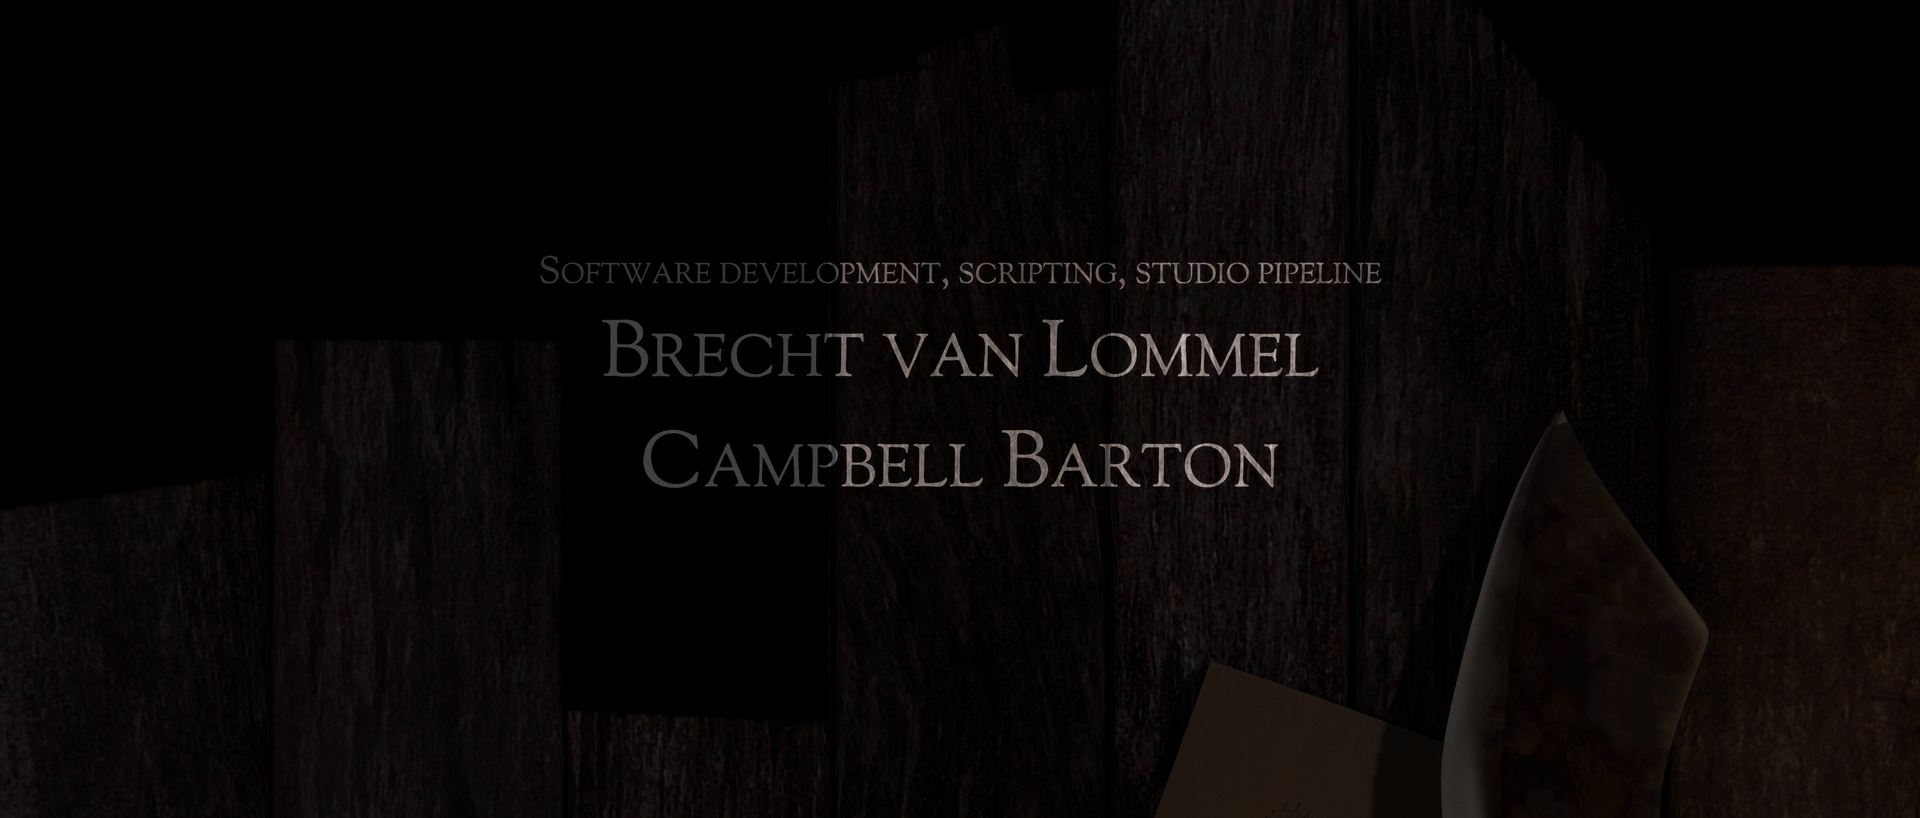 Software development, scripting, studio pipeline
Brecht van Lommel
Campbell Barton